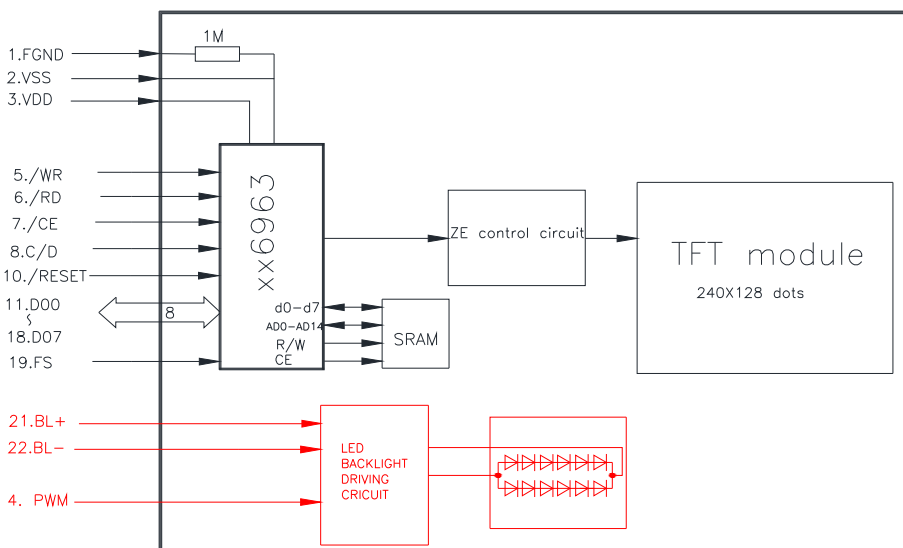 1M
1.FGND
2.VSS
3.VDD
5./WR
6./RD
7./CE
8.C/D
10./RESET
11.D00
18.D07
19.FS
8
xx6963
d0-d7
AD0-AD14
R/W
CE
SRAM
ZE control circuit
TFT module
240X128 dots
21.BL+
22.BL-
4. PWM
LED
BACKLIGHT
DRIVING
CRICUIT